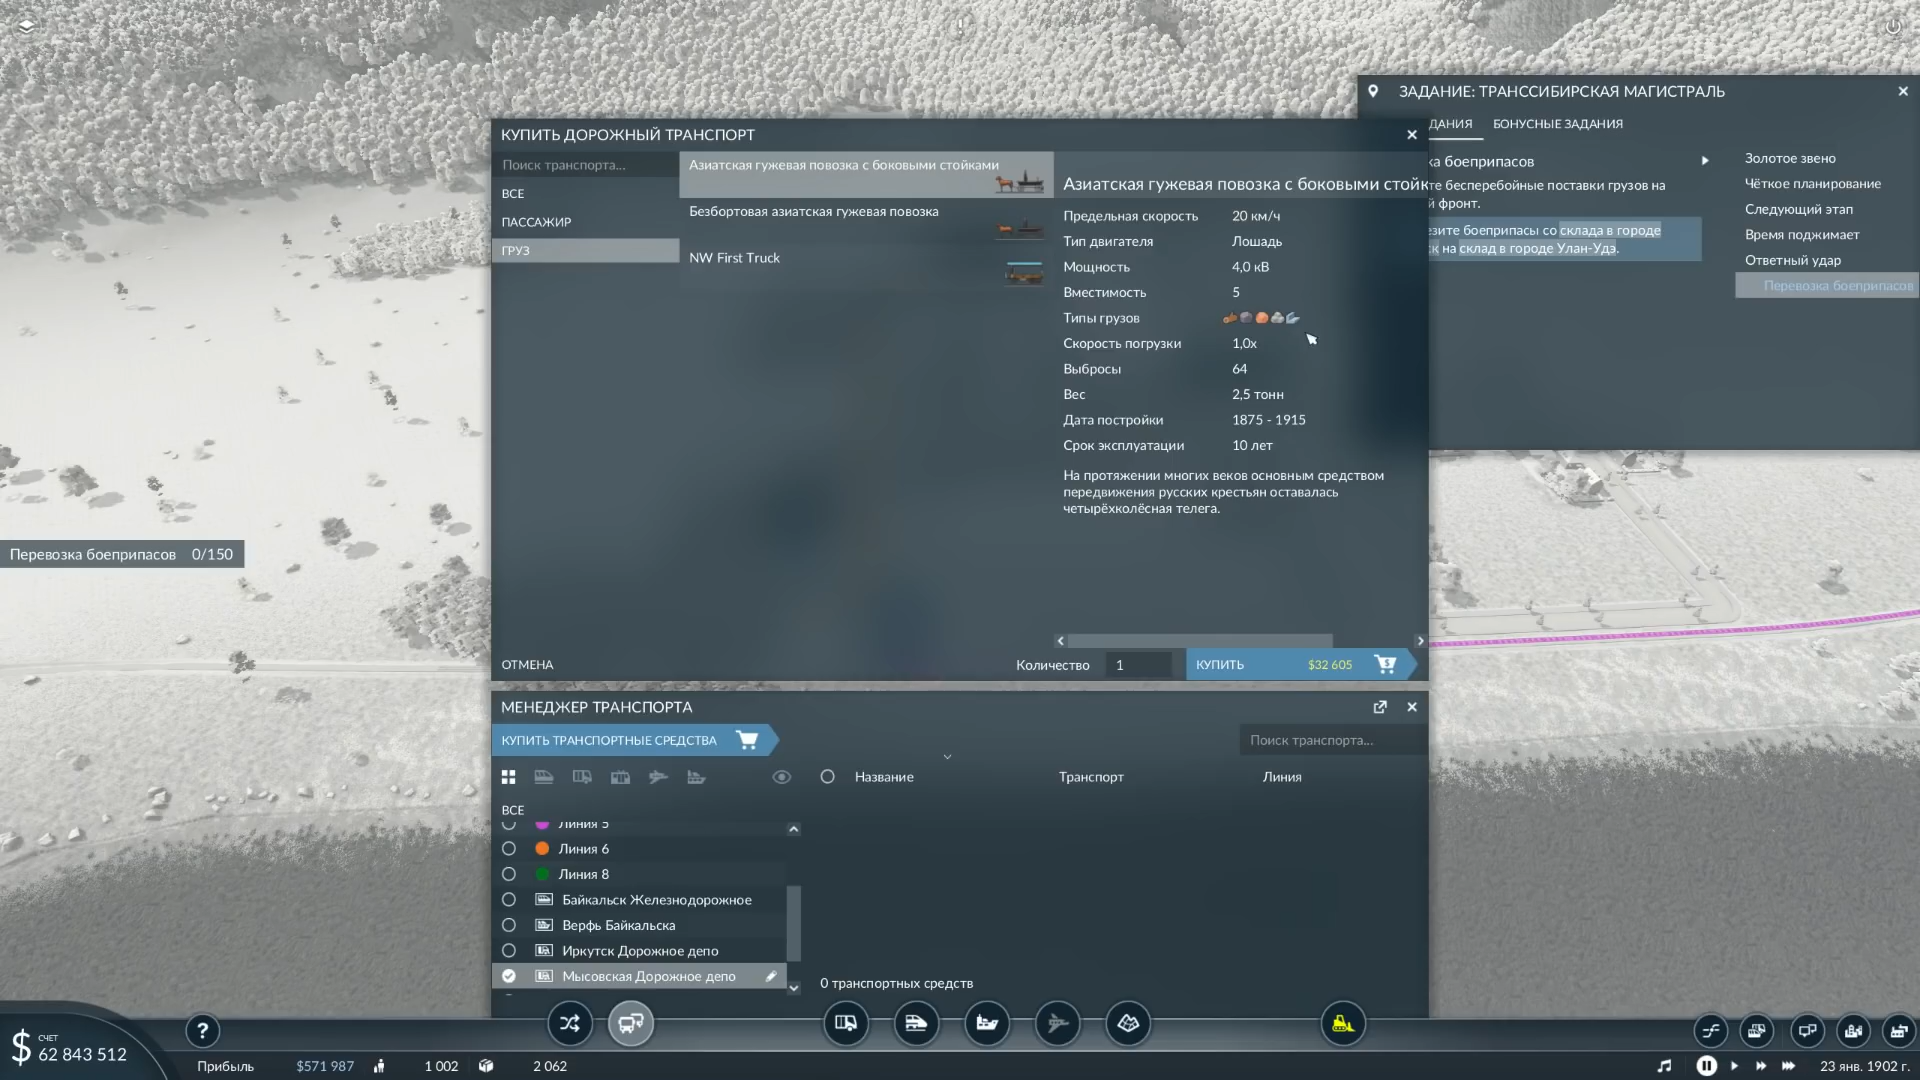 ЗАДАНИЕ: ТРАНССИБИРСКАЯ МАГИСТРАЛЬ
ДАНИЯ
БОНУСНЫЕ ЗАДАНИЯ
ка боеприпасов
те бесперебойные поставки грузов на
й фронт.
езите боеприпасы со склада в городе
ск на склад в городе Улан-Удэ.
Золотое звено
Чёткое планирование
Следующий этап
Время поджимает
Ответный удар
Перевозка боеприпасов
КУПИТЬ ДОРОЖНЫЙ ТРАНСПОРТ
Поиск транспорта...
ВСЕ
ПАССАЖИР
ГРУЗ
Азиатская гужевая повозка с боковыми стойками
Безбортовая азиатская гужевая повозка
NW First Truck
Азиатская гужевая повозка с боковыми стойк
Предельная скорость 20 км/ч
Тип двигателя Лошадь
Мощность 4,0 кВ
Вместимость 5
Типы грузов
Скорость погрузки 1,0x
Выбросы 64
Вес 2,5 тонн
Дата постройки 1875 - 1915
Срок эксплуатации 10 лет
На протяжении многих веков основным средством
передвижения русских крестьян оставалась
четырёхколёсная телега.
Перевозка боеприпасов 0/150
ОТМЕНА
Количество 1
КУПИТЬ $32 605
МЕНЕДЖЕР ТРАНСПОРТА
КУПИТЬ ТРАНСПОРТНЫЕ СРЕДСТВА
Поиск транспорта...
Название Транспорт Линия
ВСЕ
Линия 5
Линия 6
Линия 8
Байкальск Железнодорожное
Верфь Байкальска
Иркутск Дорожное депо
Мысовская Дорожное депо
0 транспортных средств
$ СЧЕТ
62 843 512
?
Прибыль $571 987 1 002 2 062
23 янв. 1902 г.